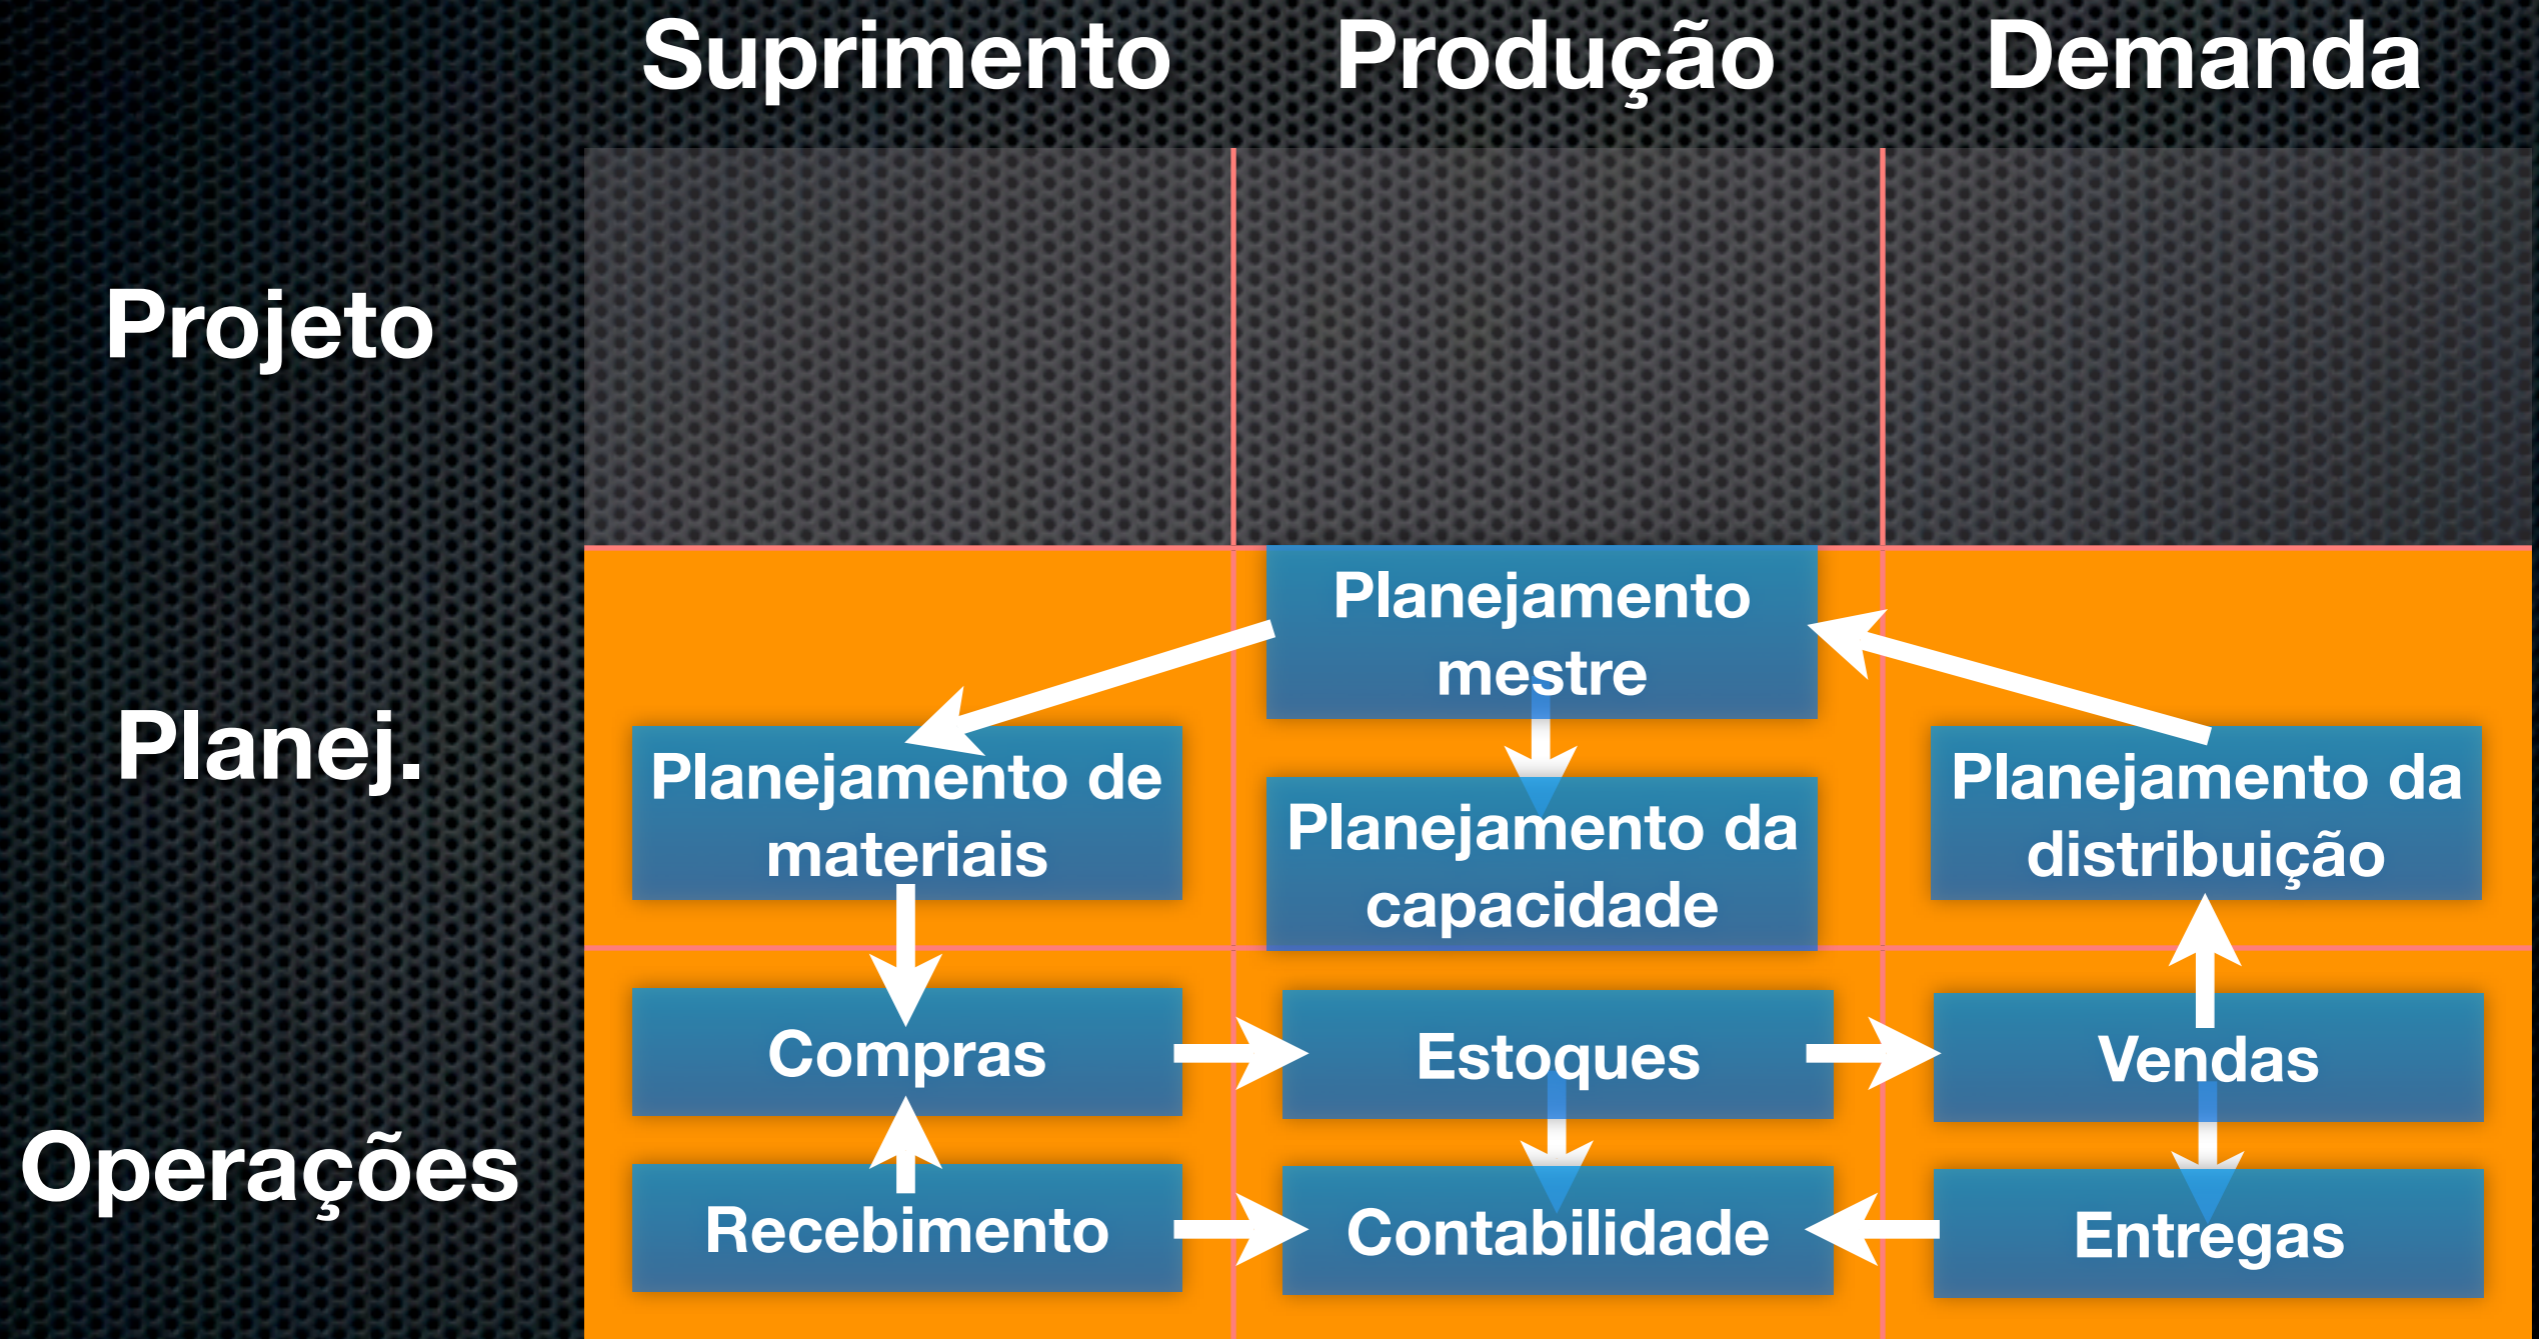 Suprimento
Produção
Demanda
Projeto
Planej.
Planejamento
mestre
Planejamento de
materiais
Planejamento da
capacidade
Planejamento da
distribuição
Operações
Compras
Estoques
Vendas
Recebimento
Contabilidade
Entregas